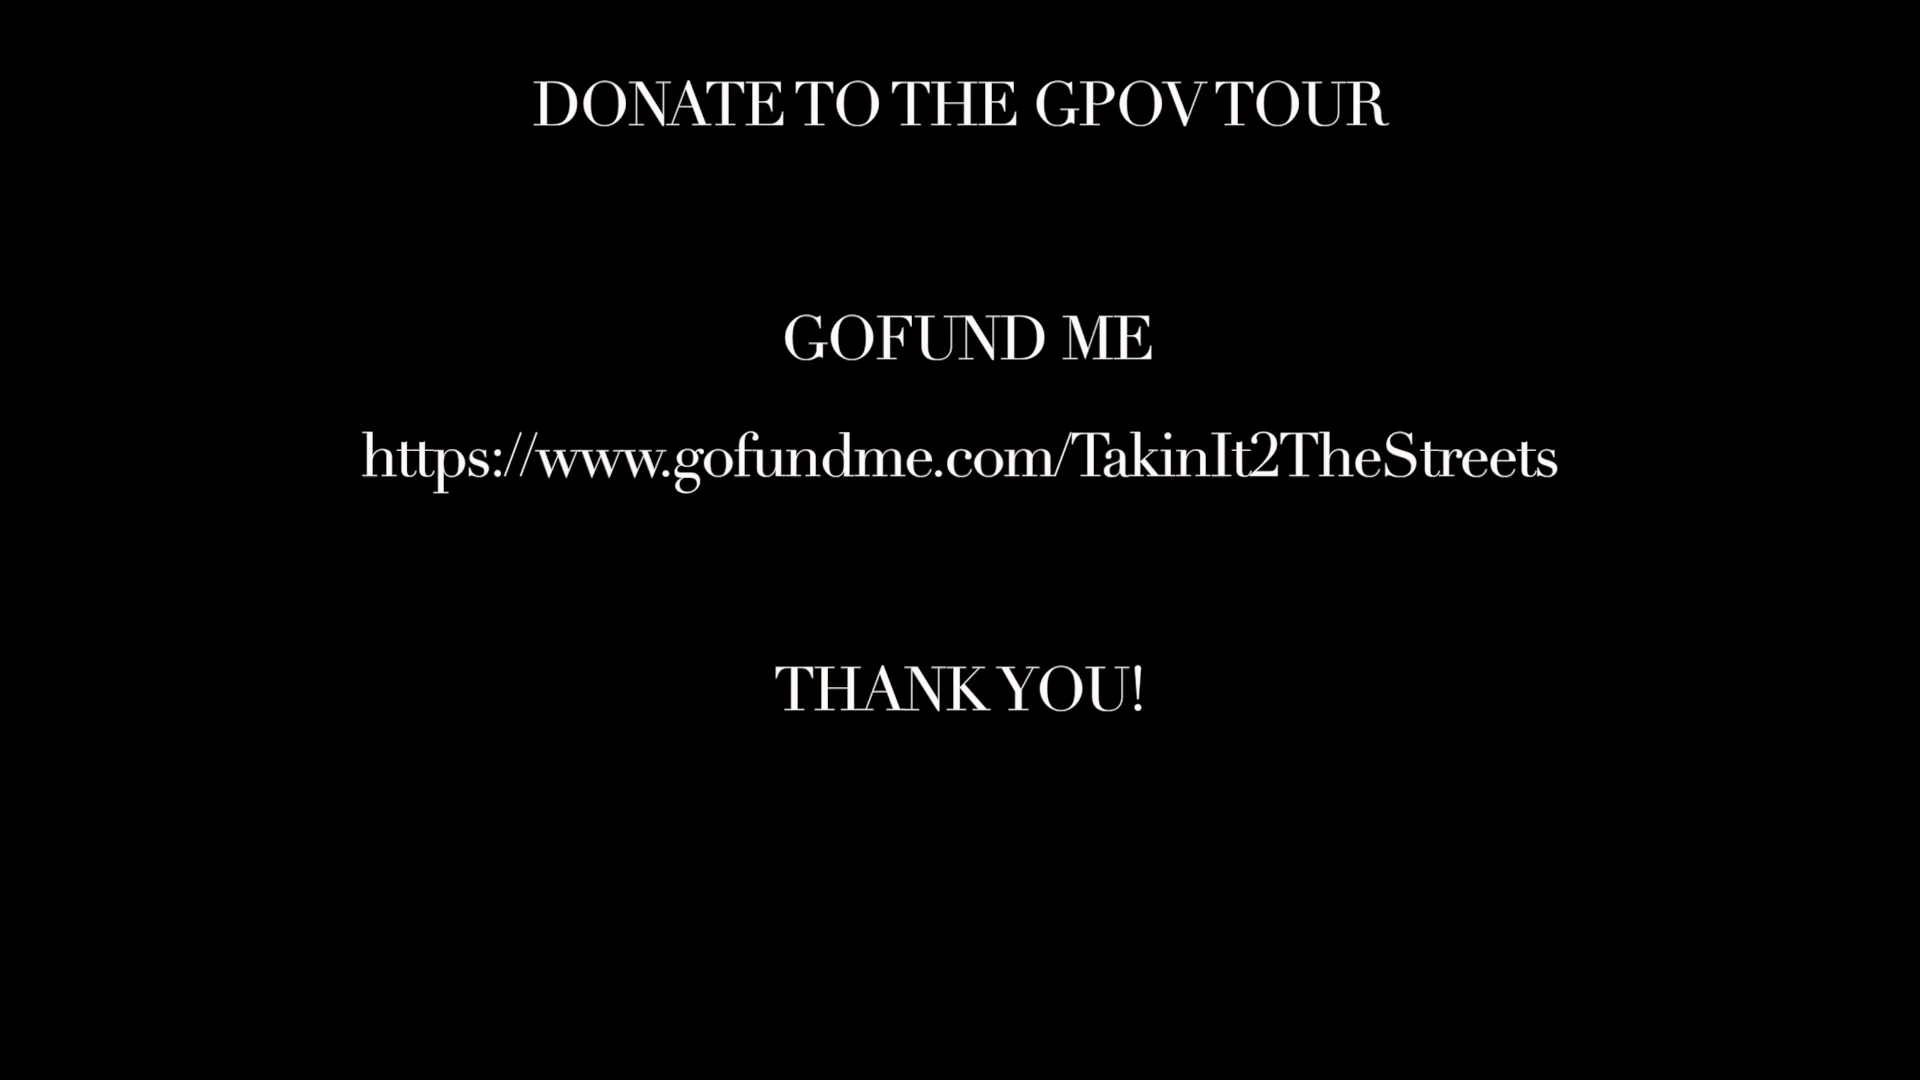 DONATE TO THE GPOV TOUR
GOFUND ME
https://www.gofundme.com/TakinIt2TheStreets
THANK YOU!